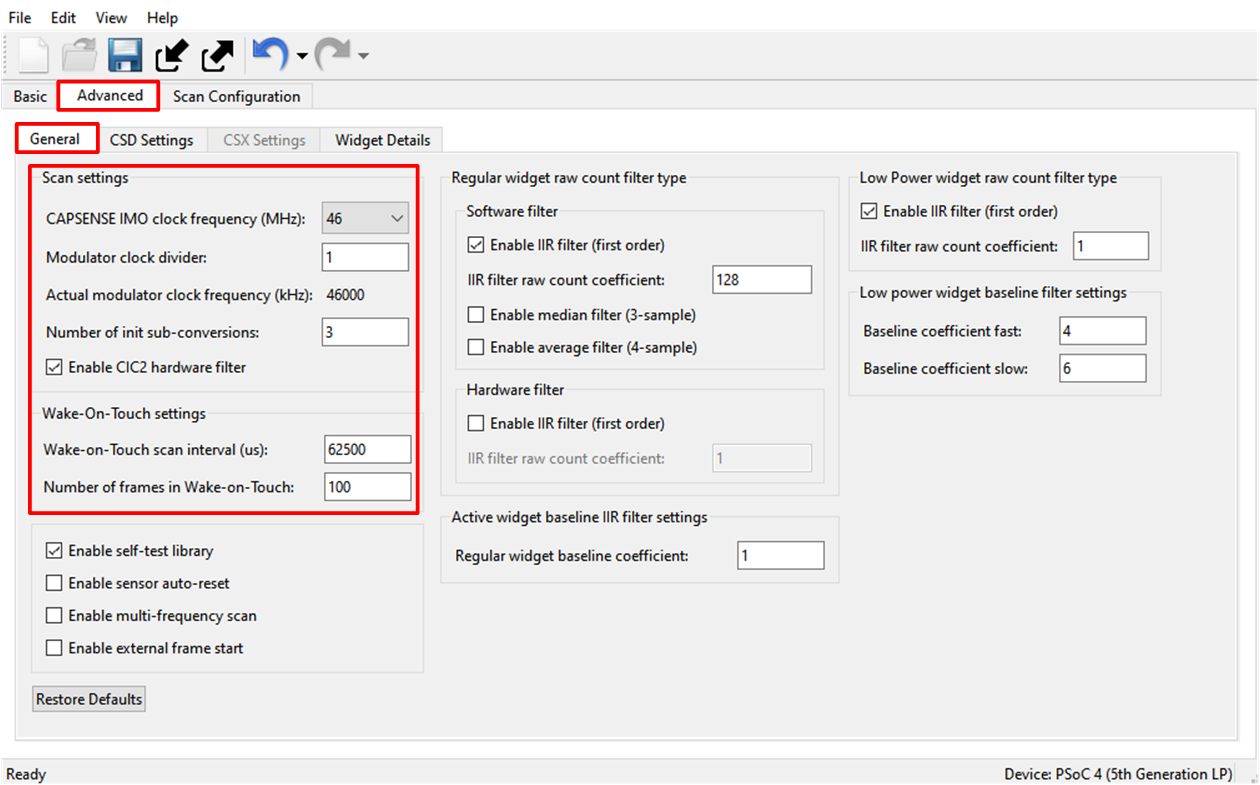 File Edit View Help
Basic Advanced Scan Configuration
General CSD Settings CSX Settings Widget Details
Scan settings
CAPSENSE IMO clock frequency (MHz): 46
Modulator clock divider: 1
Actual modulator clock frequency (kHz): 46000
Number of init sub-conversions: 3
Enable CIC2 hardware filter
Wake-On-Touch settings
Wake-on-Touch scan interval (us): 62500
Number of frames in Wake-on-Touch: 100
Enable self-test library
Enable sensor auto-reset
Enable multi-frequency scan
Enable external frame start
Restore Defaults
Regular widget raw count filter type
Software filter
Enable IIR filter (first order)
IIR filter raw count coefficient: 128
Enable median filter (3-sample)
Enable average filter (4-sample)
Hardware filter
Enable IIR filter (first order)
IIR filter raw count coefficient: 1
Active widget baseline IIR filter settings
Regular widget baseline coefficient: 1
Low Power widget raw count filter type
Enable IIR filter (first order)
IIR filter raw count coefficient: 1
Low power widget baseline filter settings
Baseline coefficient fast: 4
Baseline coefficient slow: 6
Ready Device: PSoC 4 (5th Generation LP)